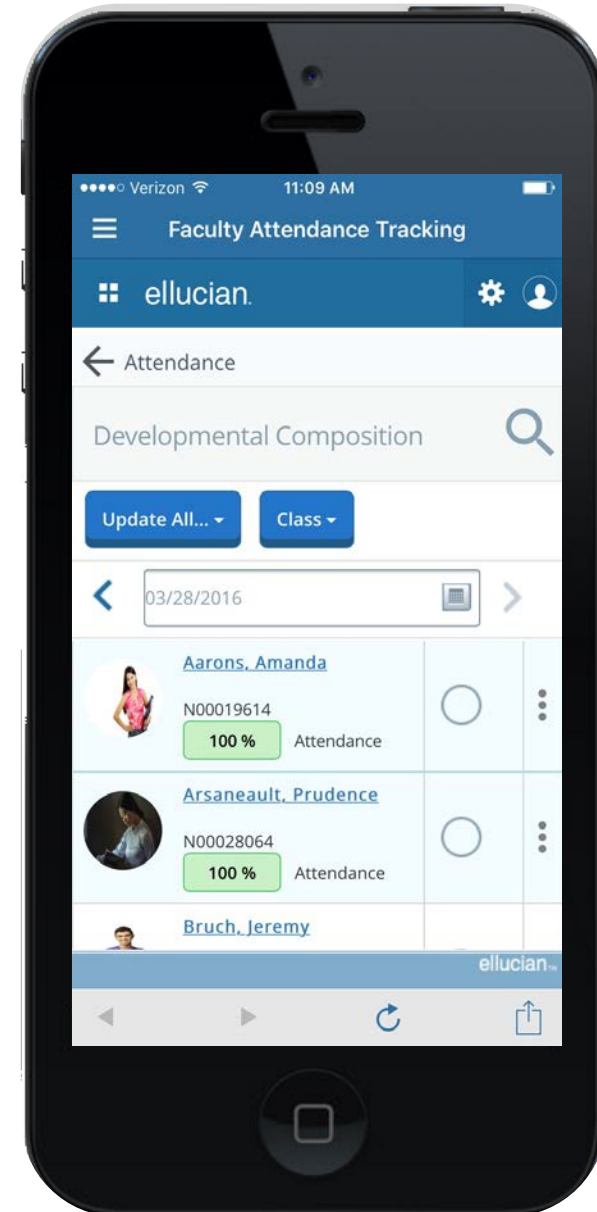 Verizon 11:09 AM
Faculty Attendance Tracking
ellucian.
Attendance
Developmental Composition
Update All... Class
03/28/2016
Aarons, Amanda
N00019614
100 % Attendance
Arsaneault, Prudence
N00028064
100 % Attendance
Bruch, Jeremy
ellucian™